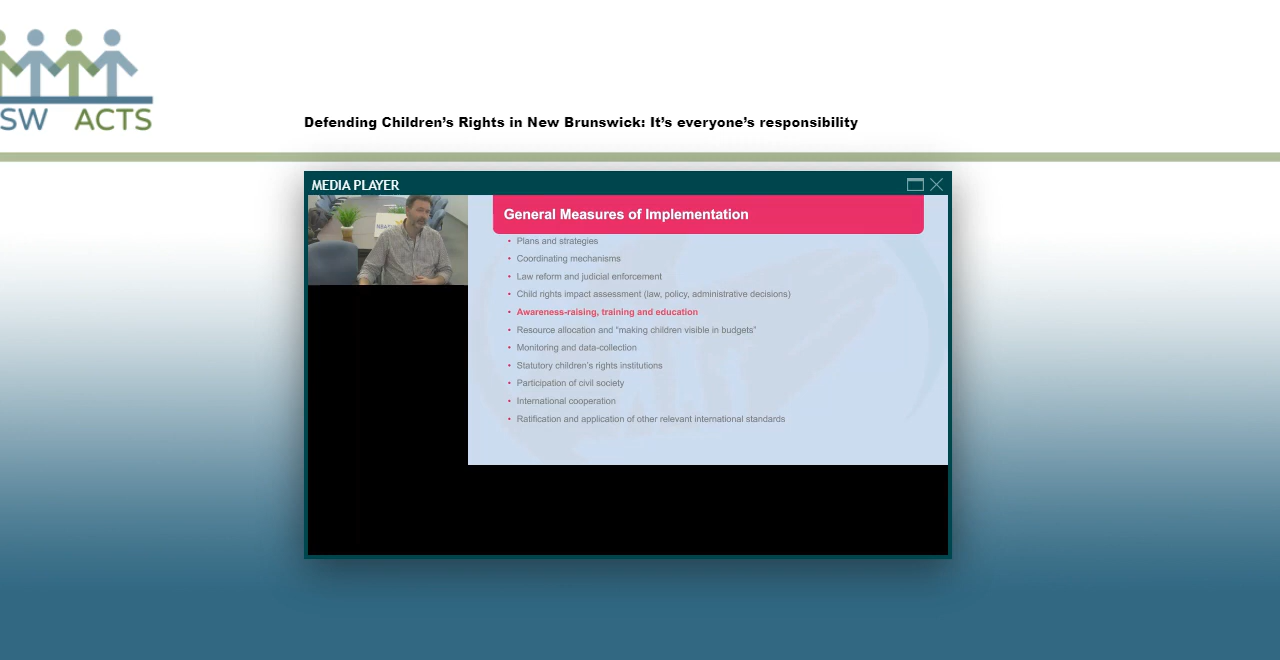 SW ACTS
Defending Children’s Rights in New Brunswick: It’s everyone’s responsibility
MEDIA PLAYER
General Measures of Implementation
• Plans and strategies
• Coordinating mechanisms
• Law reform and judicial enforcement
• Child rights impact assessment (law, policy, administrative decisions)
• Awareness-raising, training and education
• Resource allocation and “making children visible in budgets”
• Monitoring and data-collection
• Statutory children’s rights institutions
• Participation of civil society
• International cooperation
• Ratification and application of other relevant international standards